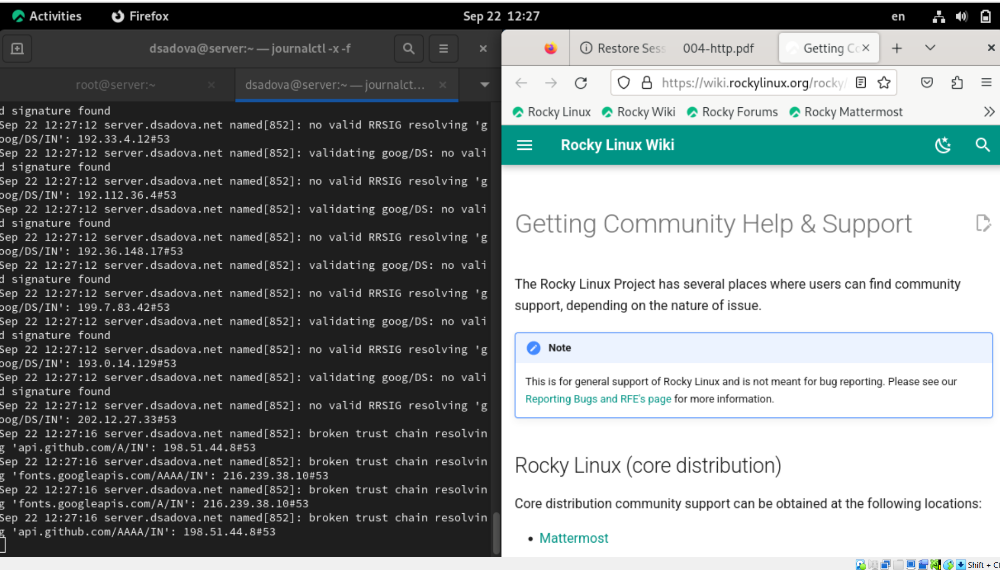 Activities Firefox Sep 22 12:27 en
dsadova@server:~ — journalctl -x -f
root@server:~ dsadova@server:~ — journalct...
d signature found
Sep 22 12:27:12 server.dsadova.net named[852]: no valid RRSIG resolving 'g
oog/DS/IN': 192.33.4.12#53
Sep 22 12:27:12 server.dsadova.net named[852]: validating goog/DS: no vali
d signature found
Sep 22 12:27:12 server.dsadova.net named[852]: no valid RRSIG resolving 'g
oog/DS/IN': 192.112.36.4#53
Sep 22 12:27:12 server.dsadova.net named[852]: validating goog/DS: no vali
d signature found
Sep 22 12:27:12 server.dsadova.net named[852]: no valid RRSIG resolving 'g
oog/DS/IN': 192.36.148.17#53
Sep 22 12:27:12 server.dsadova.net named[852]: validating goog/DS: no vali
d signature found
Sep 22 12:27:12 server.dsadova.net named[852]: no valid RRSIG resolving 'g
oog/DS/IN': 199.7.83.42#53
Sep 22 12:27:12 server.dsadova.net named[852]: validating goog/DS: no vali
d signature found
Sep 22 12:27:12 server.dsadova.net named[852]: no valid RRSIG resolving 'g
oog/DS/IN': 193.0.14.129#53
Sep 22 12:27:12 server.dsadova.net named[852]: validating goog/DS: no vali
d signature found
Sep 22 12:27:12 server.dsadova.net named[852]: no valid RRSIG resolving 'g
oog/DS/IN': 202.12.27.33#53
Sep 22 12:27:16 server.dsadova.net named[852]: broken trust chain resolvin
g 'api.github.com/A/IN': 198.51.44.8#53
Sep 22 12:27:16 server.dsadova.net named[852]: broken trust chain resolvin
g 'fonts.googleapis.com/AAAA/IN': 216.239.38.10#53
Sep 22 12:27:16 server.dsadova.net named[852]: broken trust chain resolvin
g 'fonts.googleapis.com/A/IN': 216.239.38.10#53
Sep 22 12:27:16 server.dsadova.net named[852]: broken trust chain resolvin
g 'api.github.com/AAAA/IN': 198.51.44.8#53
Restore Sess 004-http.pdf Getting Co
https://wiki.rockylinux.org/rocky/
Rocky Linux Rocky Wiki Rocky Forums Rocky Mattermost
Rocky Linux Wiki
Getting Community Help & Support
The Rocky Linux Project has several places where users can find community
support, depending on the nature of issue.
Note
This is for general support of Rocky Linux and is not meant for bug reporting. Please see our
Reporting Bugs and RFE's page for more information.
Rocky Linux (core distribution)
Core distribution community support can be obtained at the following locations:
• Mattermost
Shift + Ct